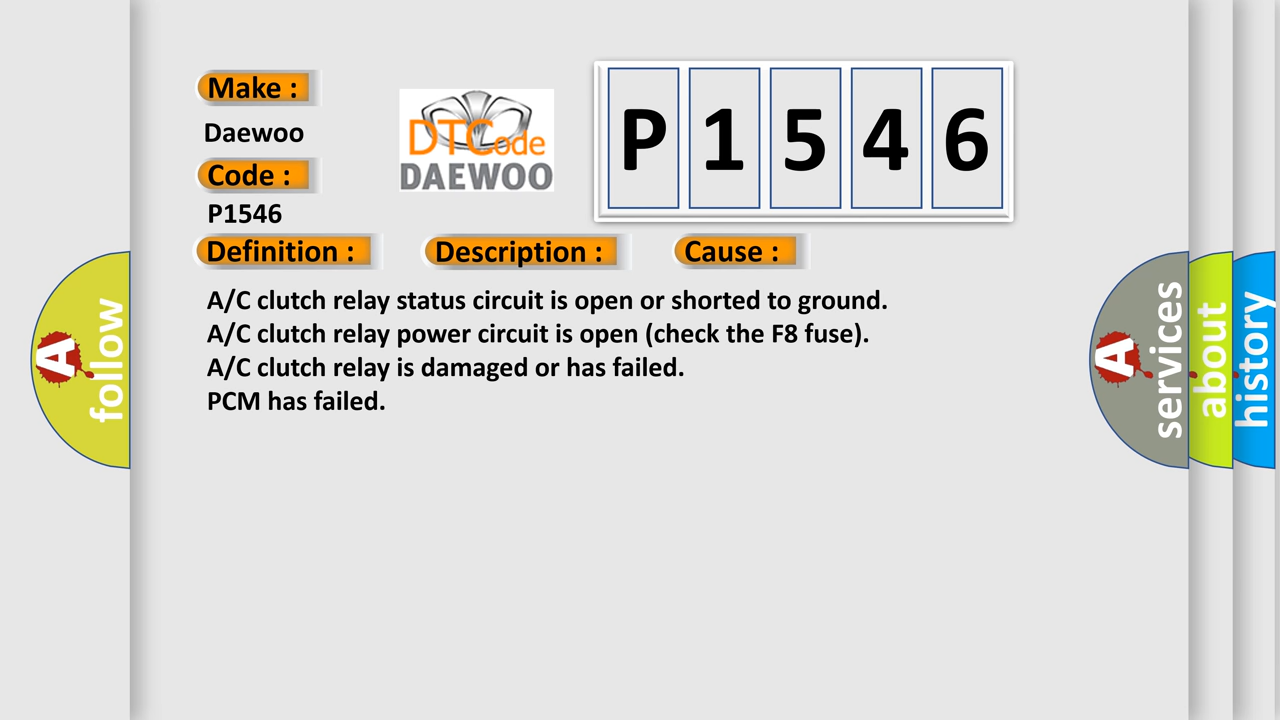 Make :
Daewoo
Code :
P1546
DTCode
DAEWOO
P 1 5 4 6
Definition :
Description :
Cause :
A/C clutch relay status circuit is open or shorted to ground.
A/C clutch relay power circuit is open (check the F8 fuse).
A/C clutch relay is damaged or has failed.
PCM has failed.
A follow
A services
about
history